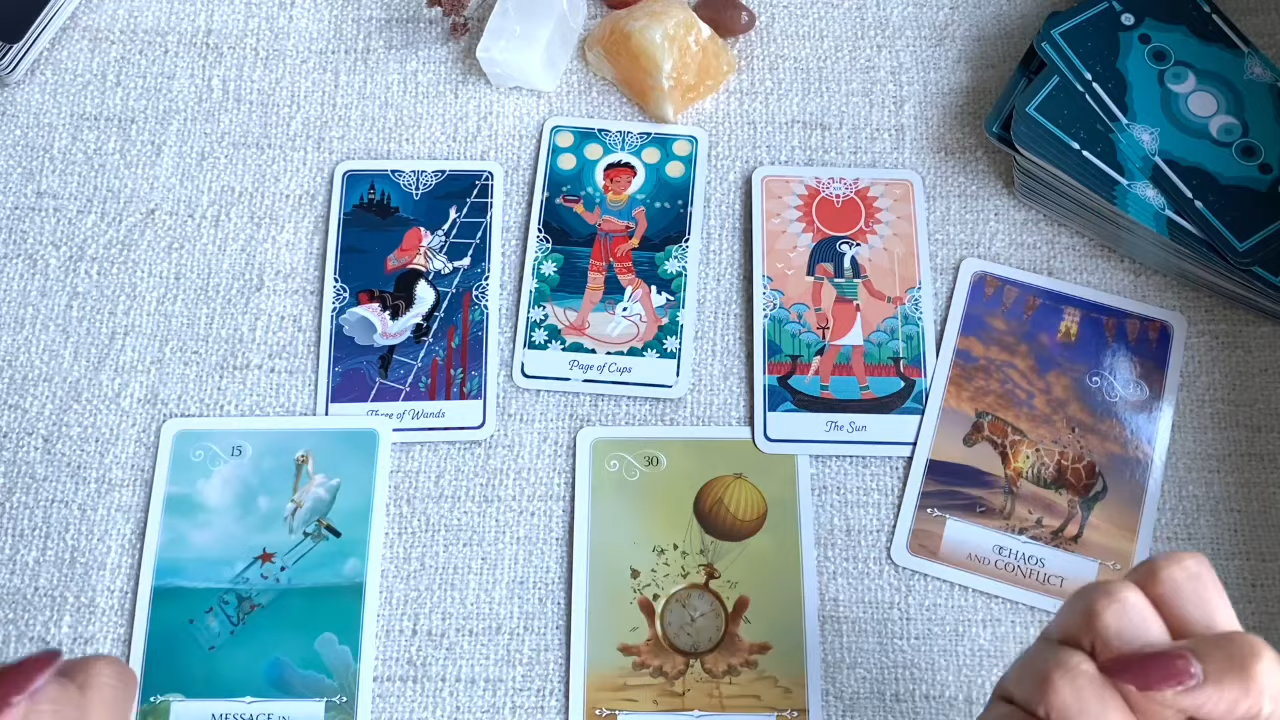 Three of Wands
Page of Cups
XIX
The Sun
15
MESSAGE IN
30
CHAOS
AND CONFLICT